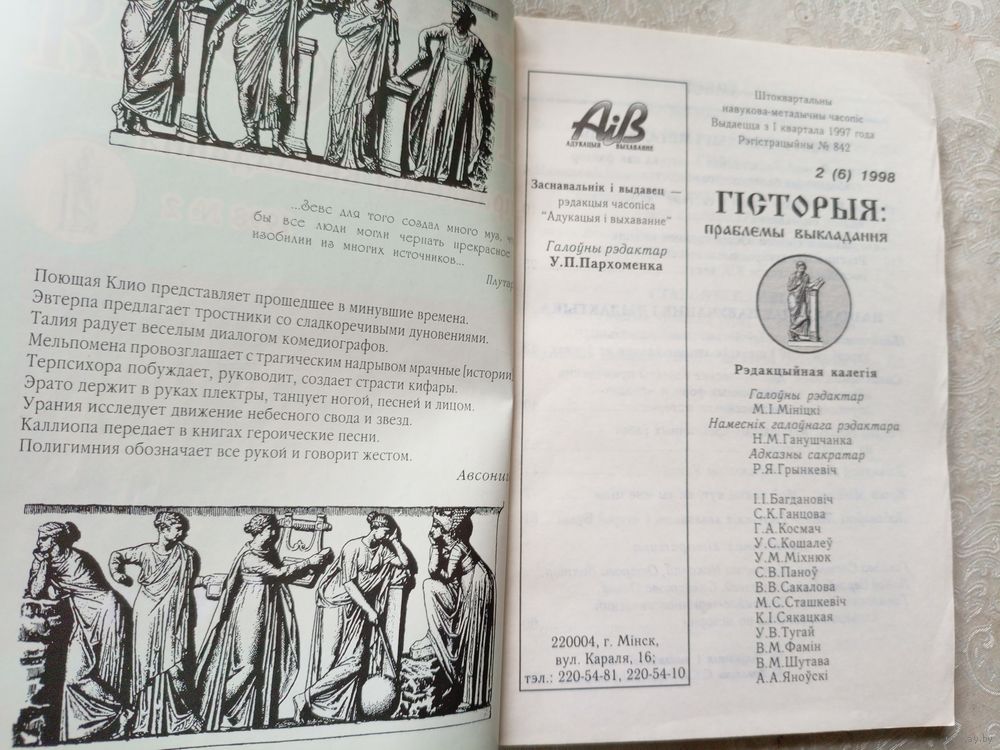 ...Зевс для того создал много муз, чт
бы все люди могли черпать прекрасное
изобилии из многих источников...
Плутар
Поющая Клио представляет прошедшее в минувшие времена.
Эвтерпа предлагает тростники со сладкоречивыми дуновениями.
Талия радует веселым диалогом комедиографов.
Мельпомена провозглашает с трагическим надрывом мрачные [истории]
Терпсихора побуждает, руководит, создает страсти кифары.
Эрато держит в руках плектры, танцует ногой, песней и лицом.
Урания исследует движение небесного свода и звезд.
Каллиопа передает в книгах героические песни.
Полигимния обозначает все рукой и говорит жестом.
Авсоний
АіВ
АДУКАЦЫЯ І ВЫХАВАННЕ
Заснавальнік і выдавец —
рэдакцыя часопіса
"Адукацыя і выхаванне"
Галоўны рэдактар
У.П.Пархоменка
220004, г. Мінск,
вул. Караля, 16;
тэл.: 220-54-81, 220-54-10
Штоквартальны
навукова-метадычны часопіс
Выдаецца з I квартала 1997 года
Рэгістрацыйны № 842
2 (6) 1998
ГІСТОРЫЯ:
ПРАБЛЕМЫ ВЫКЛАДАННЯ
Рэдакцыйная калегія
Галоўны рэдактар
М.І.Мініцкі
Намеснік галоўнага рэдактара
Н.М.Ганушчанка
Адказны сакратар
Р.Я.Грынкевіч
І.І.Багдановіч
С.К.Ганцова
Г.А.Космач
У.С.Кошалеў
У.М.Міхнюк
С.В.Паноў
В.В.Сакалова
М.С.Сташкевіч
К.І.Сякацкая
У.В.Тугай
В.М.Фамін
В.М.Шутава
А.А.Яноўскі
ay.by